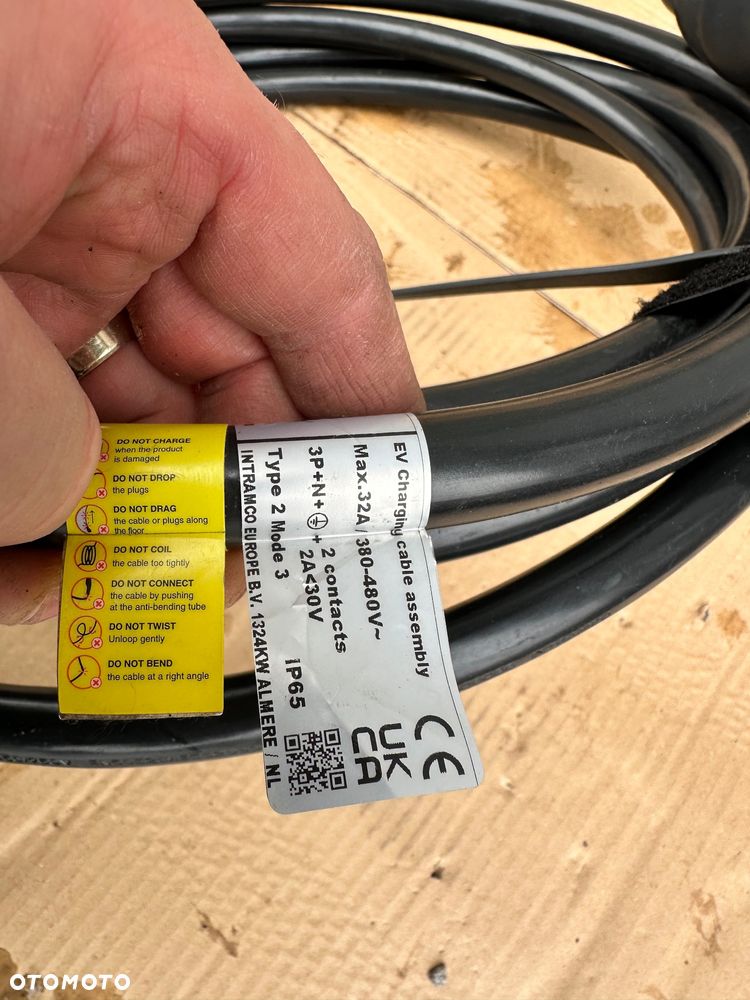 DO NOT CHARGE
when the product
is damaged
DO NOT DROP
the plugs
DO NOT DRAG
the cable or plugs along
the floor
DO NOT COIL
the cable too tightly
DO NOT CONNECT
the cable by pushing
at the anti-bending tube
DO NOT TWIST
Unloop gently
DO NOT BEND
the cable at a right angle
EV Charging cable assembly
Max.32A 380-480V~
3P+N+ + 2 contacts
2A<30V
Type 2 Mode 3 IP65
INTRAMCO EUROPE B.V. 1324KW ALMERE / NL
CE
UK
CA
OTOMOTO